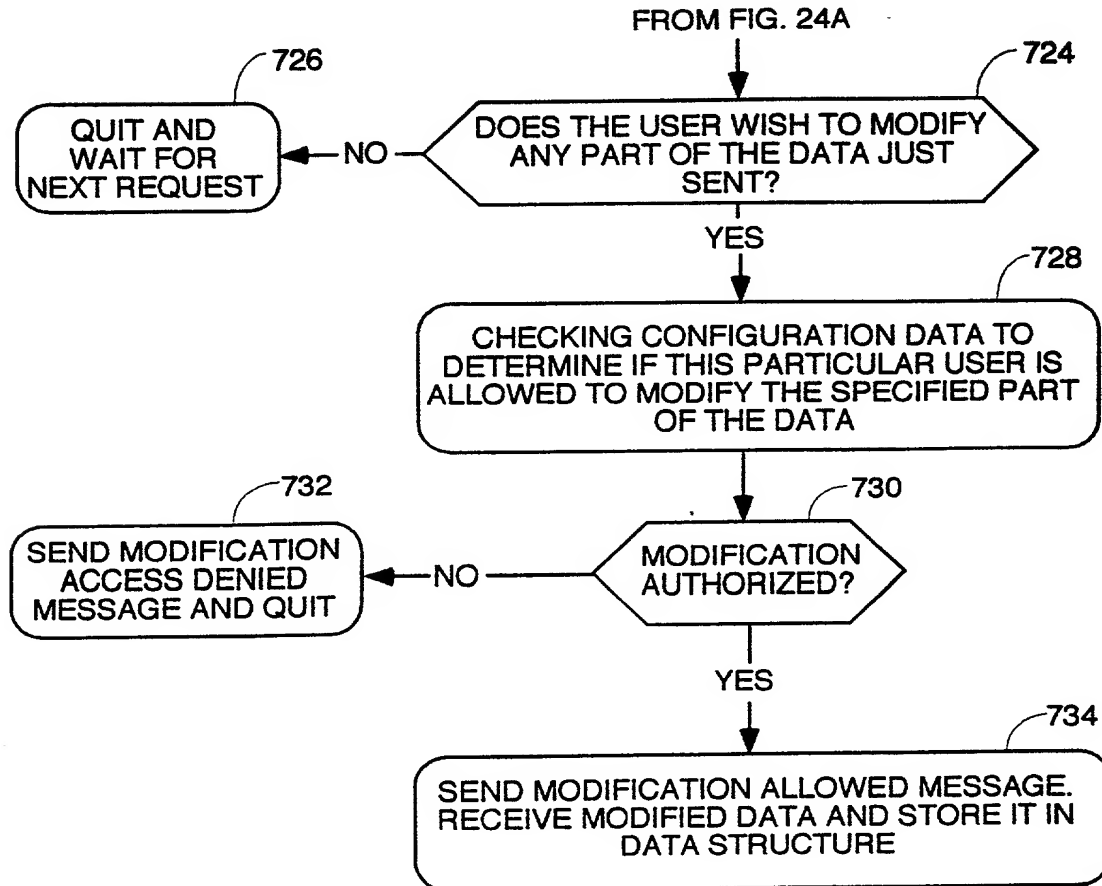 FROM FIG. 24A
726
724
QUIT AND
WAIT FOR
NEXT REQUEST
NO
DOES THE USER WISH TO MODIFY
ANY PART OF THE DATA JUST
SENT?
YES
728
CHECKING CONFIGURATION DATA TO
DETERMINE IF THIS PARTICULAR USER IS
ALLOWED TO MODIFY THE SPECIFIED PART
OF THE DATA
732
730
SEND MODIFICATION
ACCESS DENIED
MESSAGE AND QUIT
NO
MODIFICATION
AUTHORIZED?
YES
734
SEND MODIFICATION ALLOWED MESSAGE.
RECEIVE MODIFIED DATA AND STORE IT IN
DATA STRUCTURE